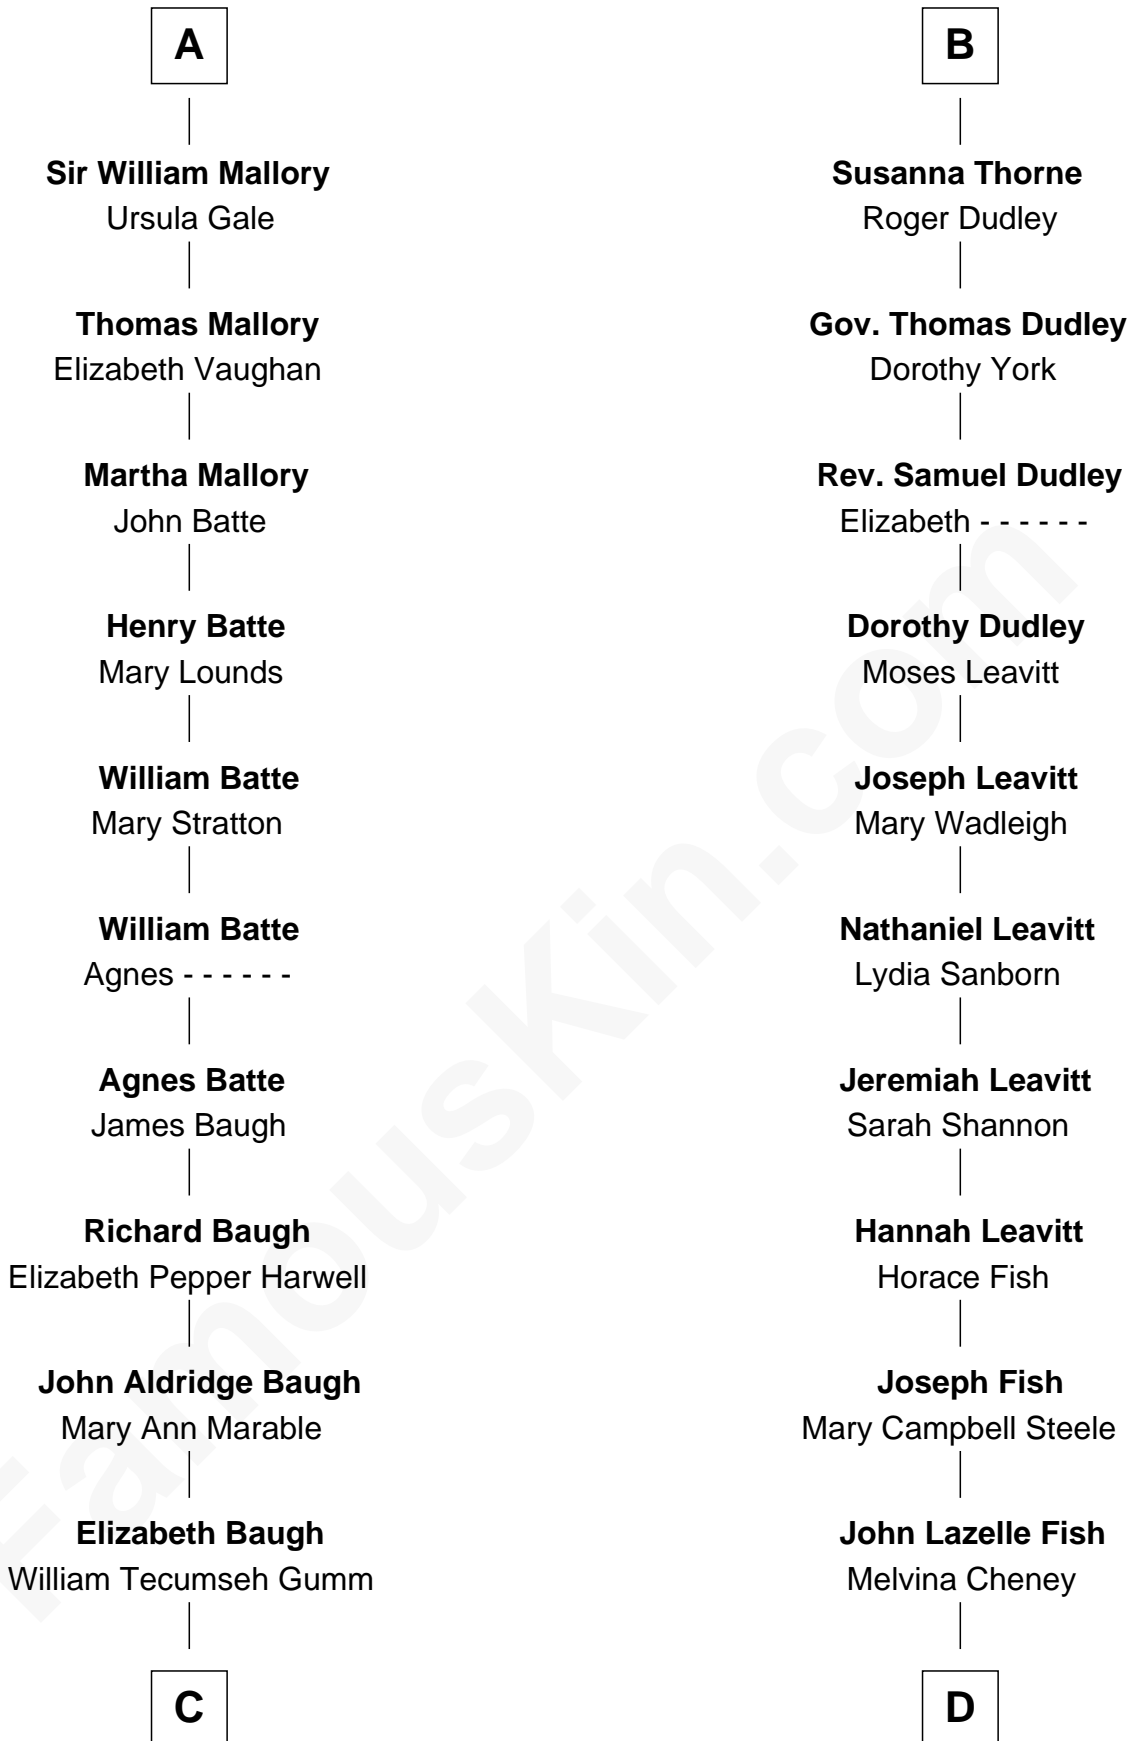 A
Sir William Mallory
Ursula Gale
Thomas Mallory
Elizabeth Vaughan
Martha Mallory
John Batte
Henry Batte
Mary Lounds
William Batte
Mary Stratton
William Batte
Agnes - - - - - -
Agnes Batte
James Baugh
Richard Baugh
Elizabeth Pepper Harwell
John Aldridge Baugh
Mary Ann Marable
Elizabeth Baugh
William Tecumseh Gumm
C
B
Susanna Thorne
Roger Dudley
Gov. Thomas Dudley
Dorothy York
Rev. Samuel Dudley
Elizabeth - - - - - -
Dorothy Dudley
Moses Leavitt
Joseph Leavitt
Mary Wadleigh
Nathaniel Leavitt
Lydia Sanborn
Jeremiah Leavitt
Sarah Shannon
Hannah Leavitt
Horace Fish
Joseph Fish
Mary Campbell Steele
John Lazelle Fish
Melvina Cheney
D
FamousKin.com